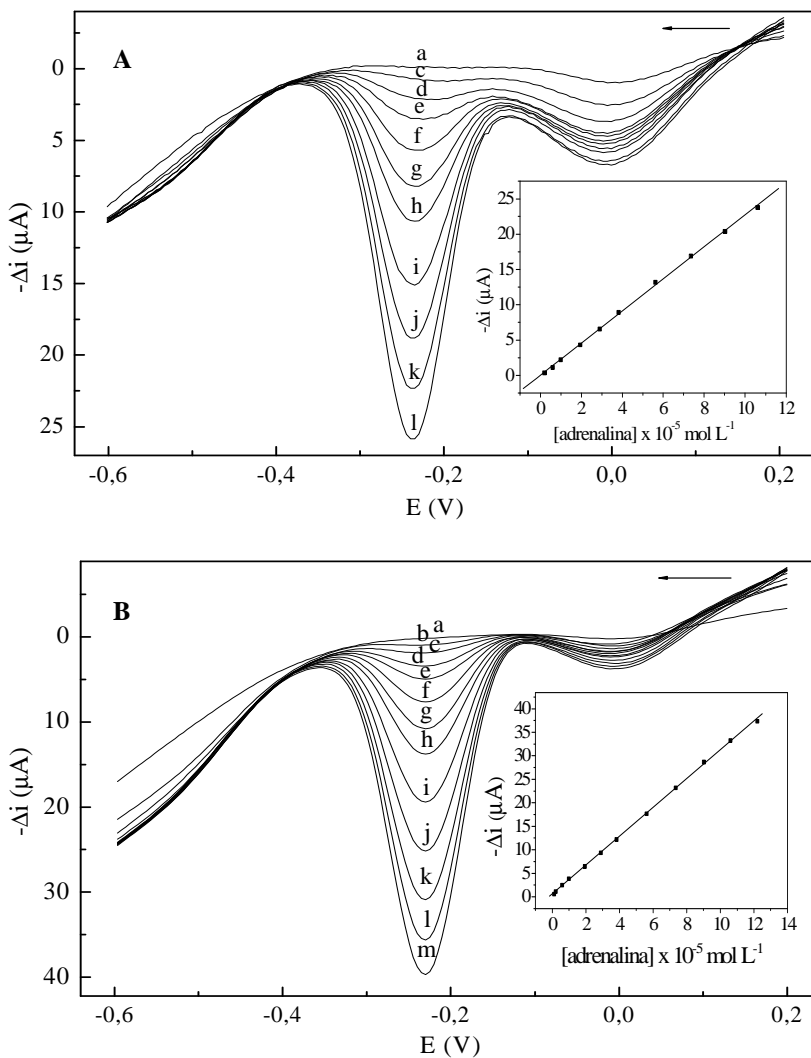 A
a
c
d
e
f
g
h
i
j
k
l
0
5
10
15
20
25
-Δi (μA)
-0,6 -0,4 -0,2 0,0 0,2
E (V)
25
20
15
10
5
0
-Δi (μA)
0 2 4 6 8 10 12
[adrenalina] x 10⁻⁵ mol L⁻¹
B
a
b
c
d
e
f
g
h
i
j
k
l
m
0
10
20
30
40
-Δi (μA)
-0,6 -0,4 -0,2 0,0 0,2
E (V)
40
35
30
25
20
15
10
5
0
-Δi (μA)
0 2 4 6 8 10 12 14
[adrenalina] x 10⁻⁵ mol L⁻¹